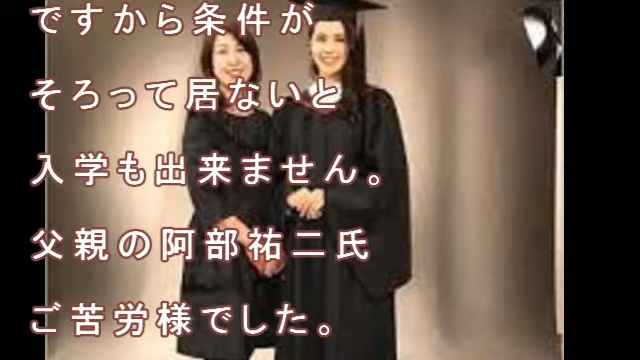 ですから条件が
そろって居ないと
入学も出来ません。
父親の阿部祐二氏
ご苦労様でした。